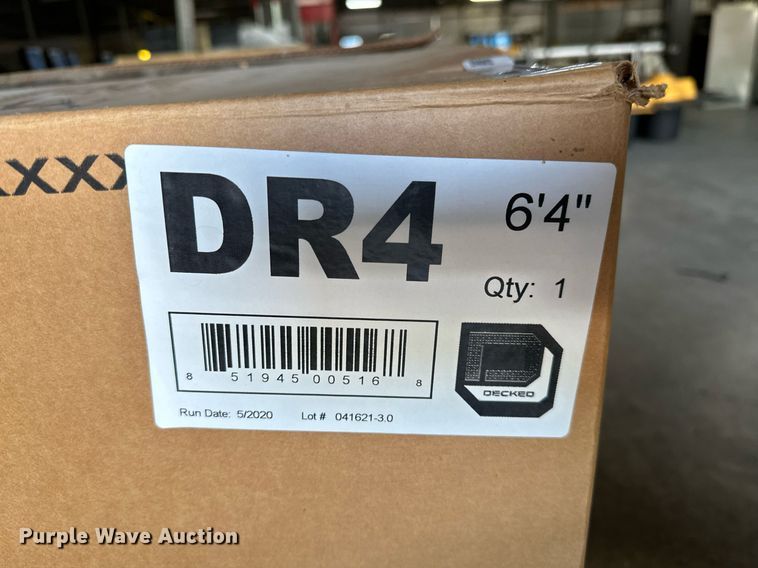 XXX
DR4
6'4"
Qty: 1
8 51945 00516 8
DECKED
Run Date: 5/2020 Lot # 041621-3.0
Purple Wave Auction